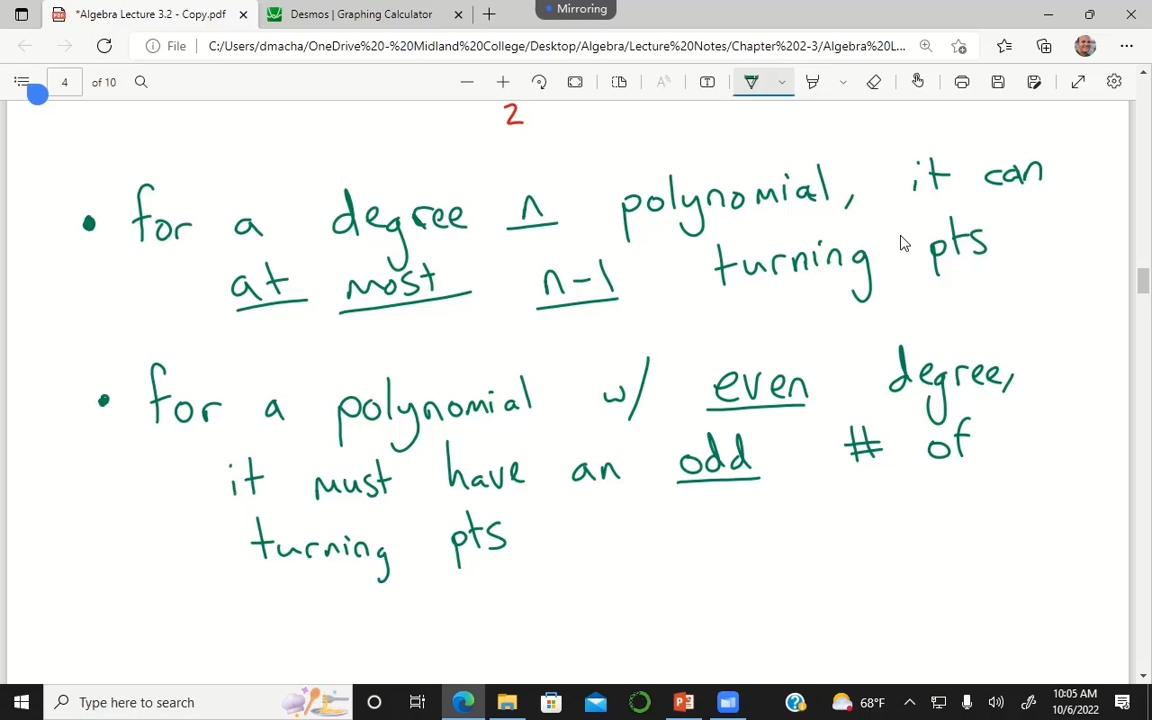 Mirroring
*Algebra Lecture 3.2 - Copy.pdf
Desmos | Graphing Calculator
File
C:/Users/dmacha/OneDrive%20-%20Midland%20College/Desktop/Algebra/Lecture%20Notes/Chapter%202-3/Algebra%20L...
4 of 10
2
• for a degree n polynomial, it can
at most n-1 turning pts
• for a polynomial w/ even degree,
it must have an odd # of
turning pts
Type here to search
68°F
10:05 AM
10/6/2022